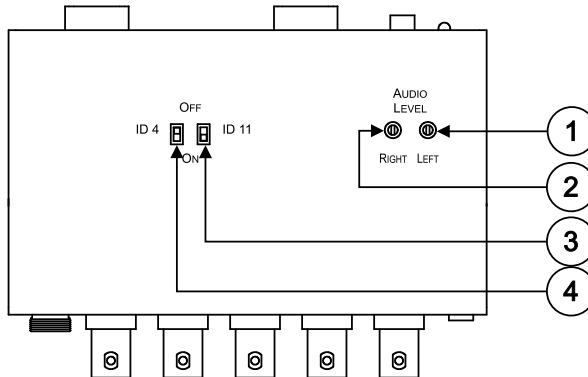 AUDIO
LEVEL
OFF
ID 4
ID 11
ON
RIGHT
LEFT
1
2
3
4